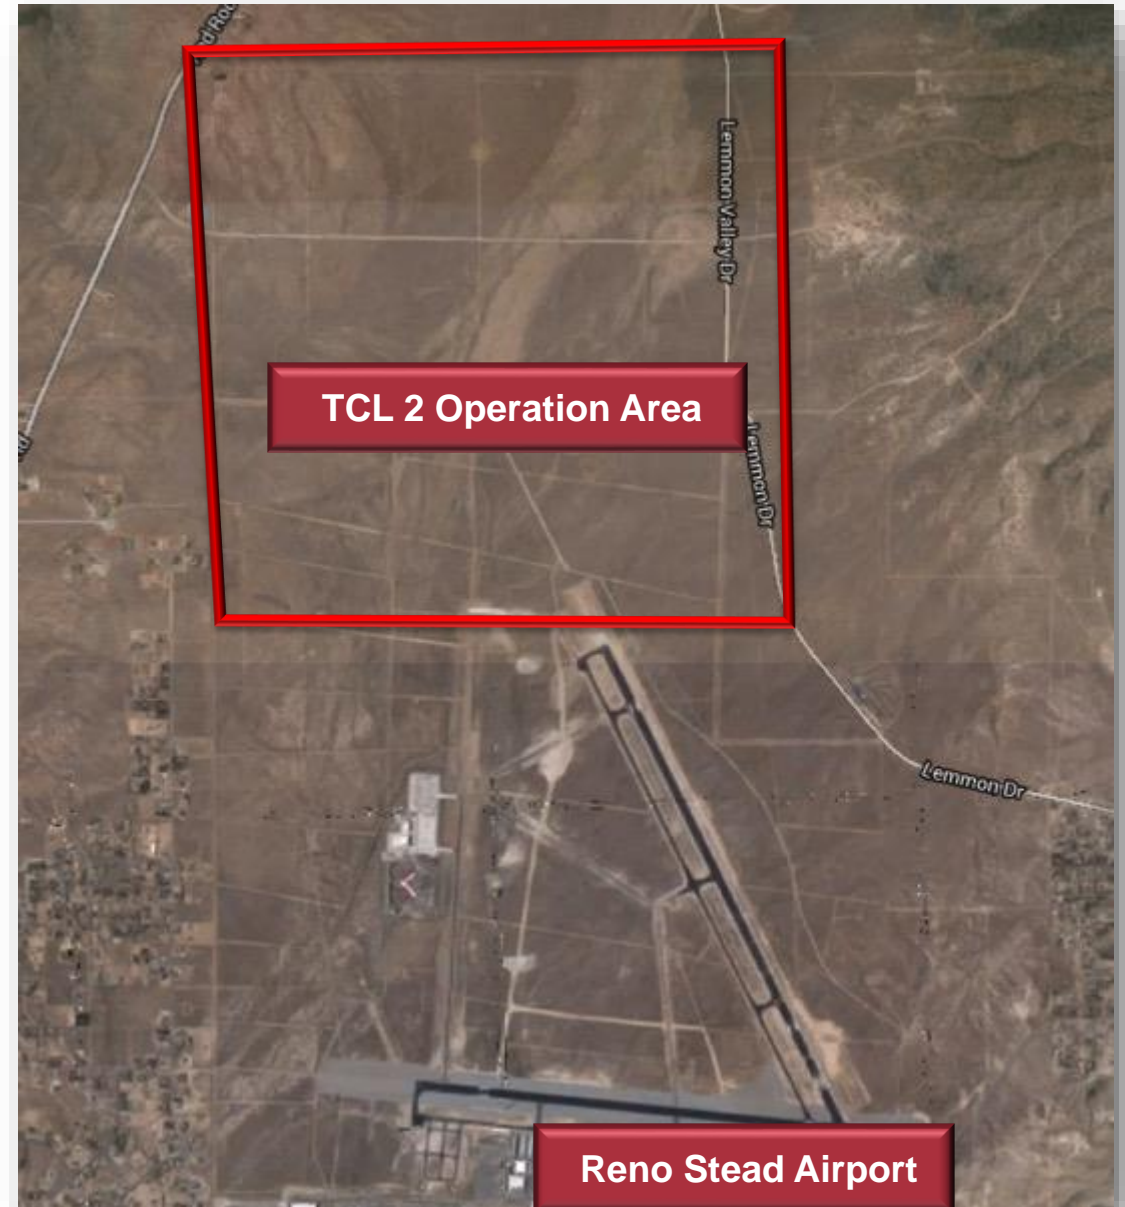 Lemmon Valley Dr
TCL 2 Operation Area
Lemmon Dr
Lemmon Dr
Reno Stead Airport